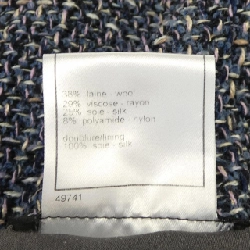 38% laine - wool
29% viscose - rayon
25% soie - silk
8% polyamide - nylon
doublure/lining
100% soie - silk
49741